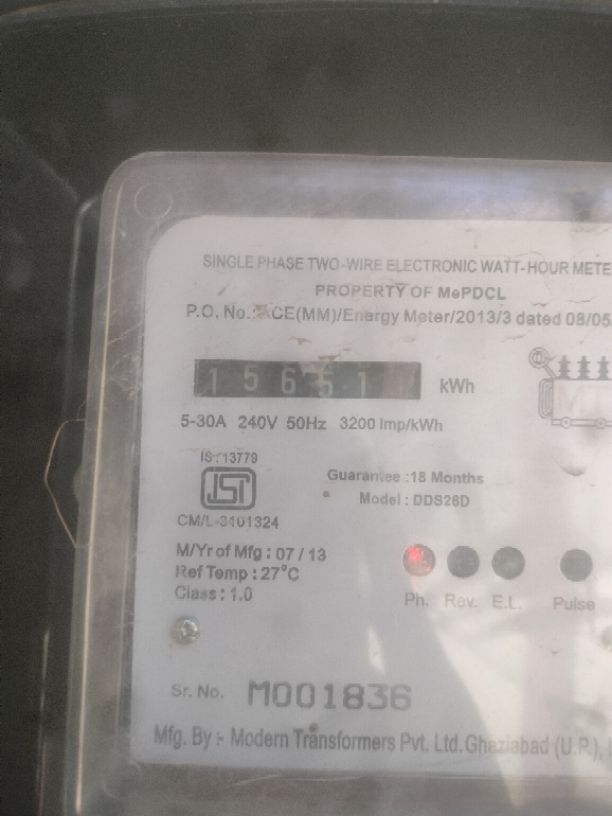 SINGLE PHASE TWO-WIRE ELECTRONIC WATT-HOUR METE
PROPERTY OF MePDCL
P.O. No.: ACE(MM)/Energy Meter/2013/3 dated 08/05
15651 kWh
5-30A 240V 50Hz 3200 Imp/kWh
IS:13779
Guarantee :18 Months
Model : DDS26D
CM/L-3101324
M/Yr of Mfg : 07 / 13
Ref Temp : 27°C
Class : 1.0
Ph. Rev. E.L. Pulse
Sr. No. M001836
Mfg. By :- Modern Transformers Pvt. Ltd. Ghaziabad (U.P.),